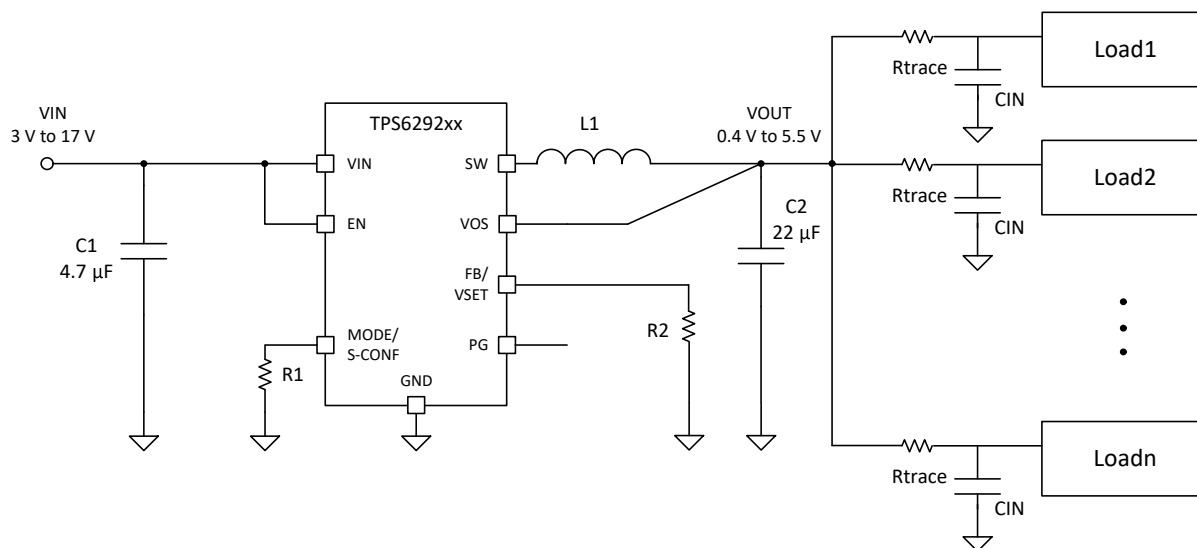 VIN
3 V to 17 V
C1
4.7 µF
TPS6292xx
VIN
EN
MODE/
S-CONF
GND
SW
VOS
FB/
VSET
PG
R1
L1
R2
VOUT
0.4 V to 5.5 V
C2
22 µF
Rtrace
CIN
Load1
Rtrace
CIN
Load2
Rtrace
CIN
Loadn